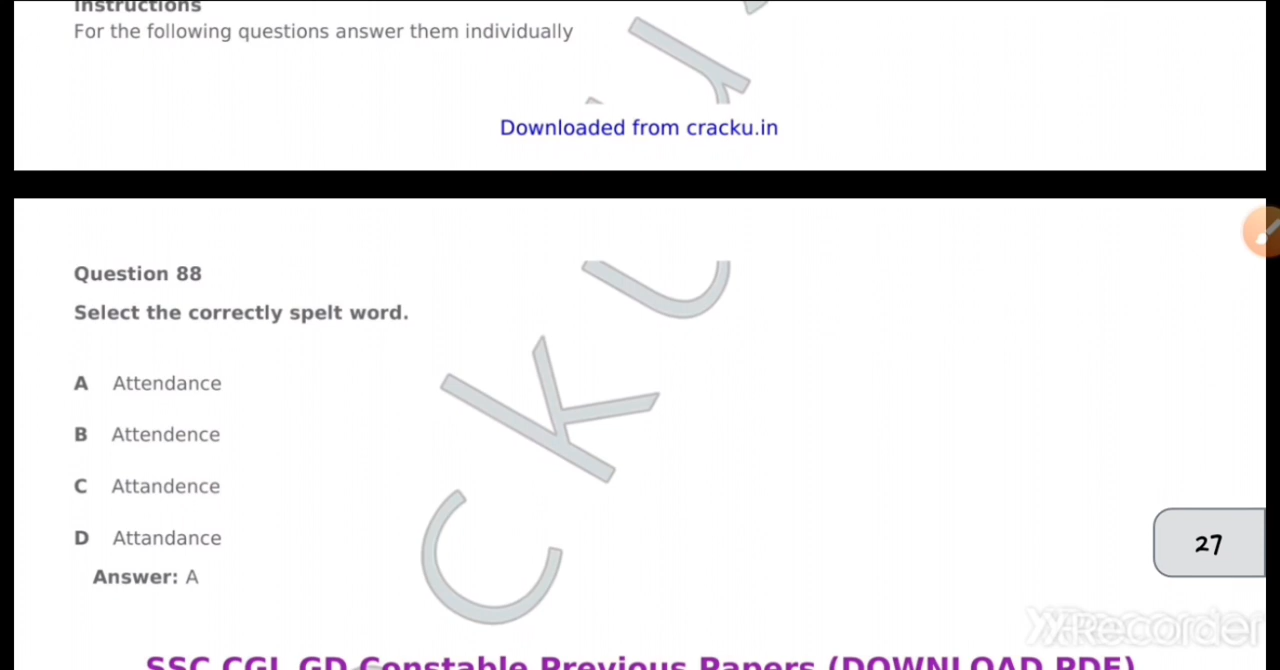 Instructions
For the following questions answer them individually
Downloaded from cracku.in
Question 88
Select the correctly spelt word.
A Attendance
B Attendence
C Attandence
D Attandance
Answer: A
27
XRecorder
SSC CGL GD Constable Previous Papers (DOWNLOAD PDF)
c k u